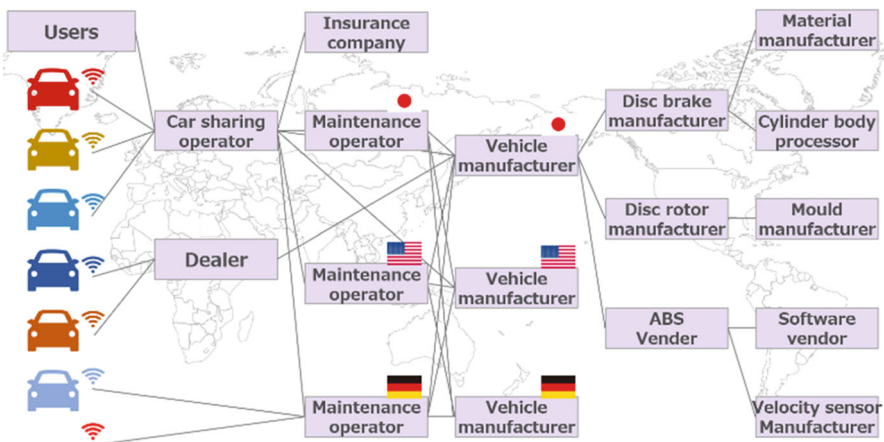 Users
Car sharing
operator
Dealer
Insurance
company
Maintenance
operator
Maintenance
operator
Maintenance
operator
Vehicle
manufacturer
Vehicle
manufacturer
Vehicle
manufacturer
Disc brake
manufacturer
Disc rotor
manufacturer
ABS
Vender
Material
manufacturer
Cylinder body
processor
Mould
manufacturer
Software
vendor
Velocity sensor
Manufacturer